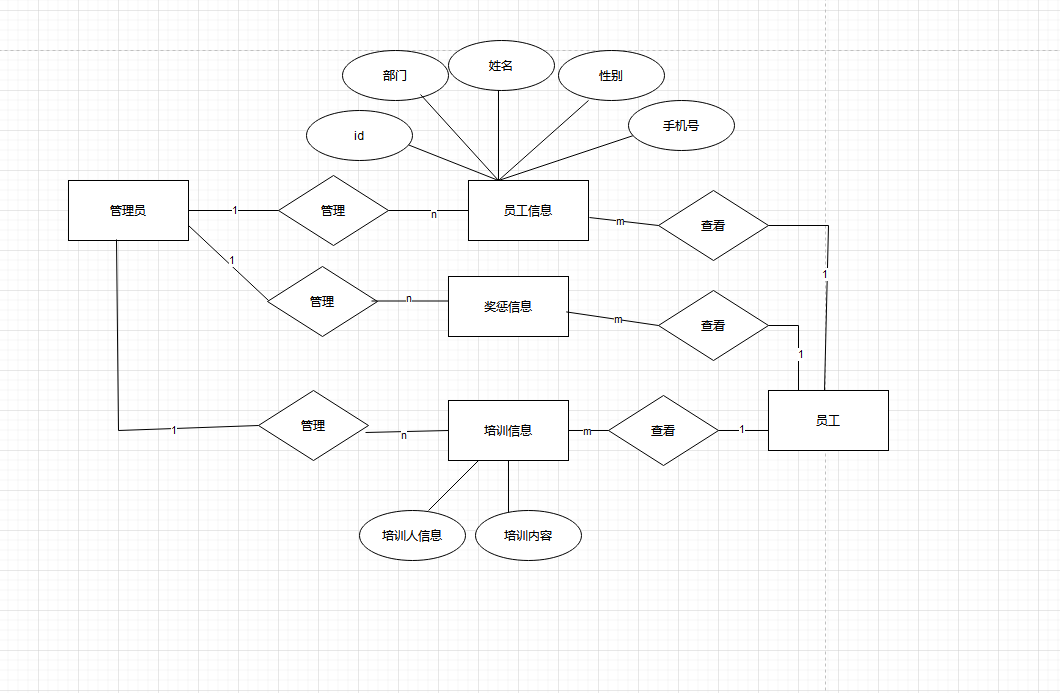 姓名
部门
性别
手机号
id
管理员
1
管理
n
员工信息
m
查看
1
1
管理
n
奖惩信息
m
查看
1
员工
1
管理
n
培训信息
m
查看
1
培训人信息
培训内容